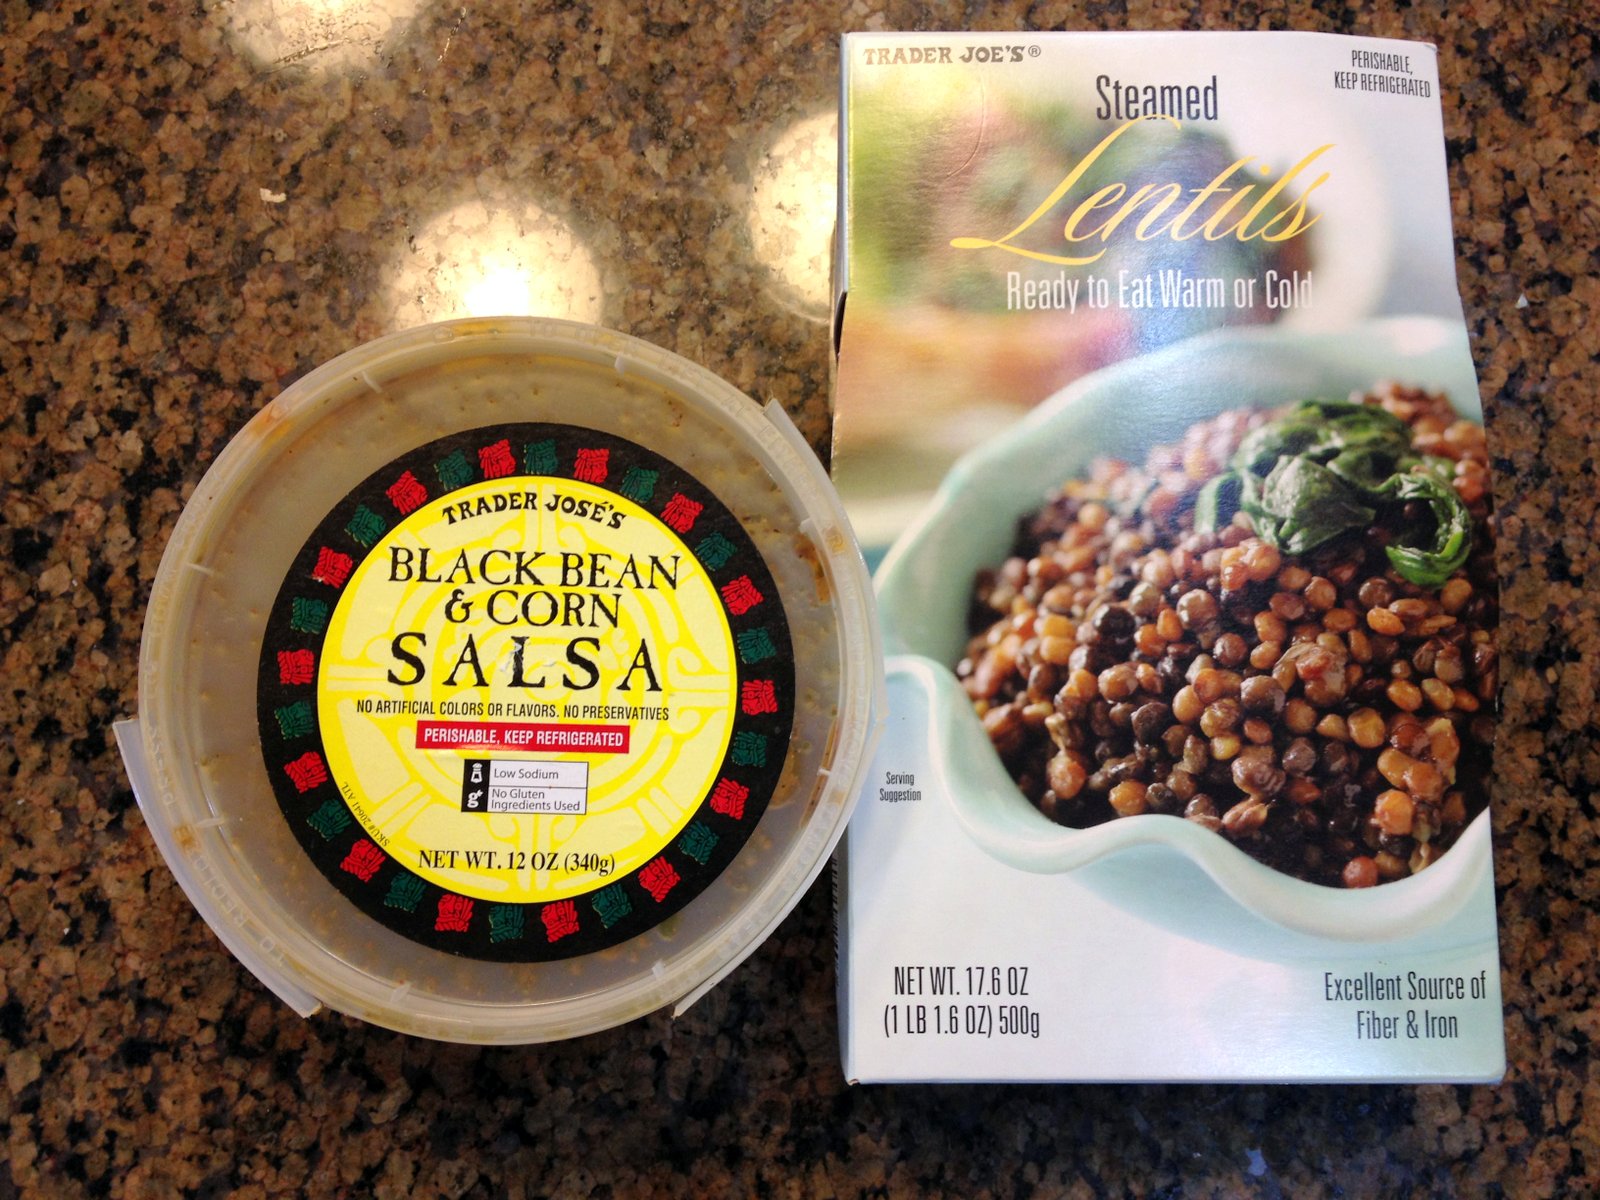 TRADER JOSÉ'S
BLACK BEAN
& CORN
SALSA
NO ARTIFICIAL COLORS OR FLAVORS. NO PRESERVATIVES
PERISHABLE, KEEP REFRIGERATED
Low Sodium
g
No Gluten
Ingredients Used
SKU# 20641 ATL
NET WT. 12 OZ (340g)
TRADER JOE'S®
PERISHABLE,
KEEP REFRIGERATED
Steamed
Lentils
Ready to Eat Warm or Cold
Serving
Suggestion
NET WT. 17.6 OZ
(1 LB 1.6 OZ) 500g
Excellent Source of
Fiber & Iron